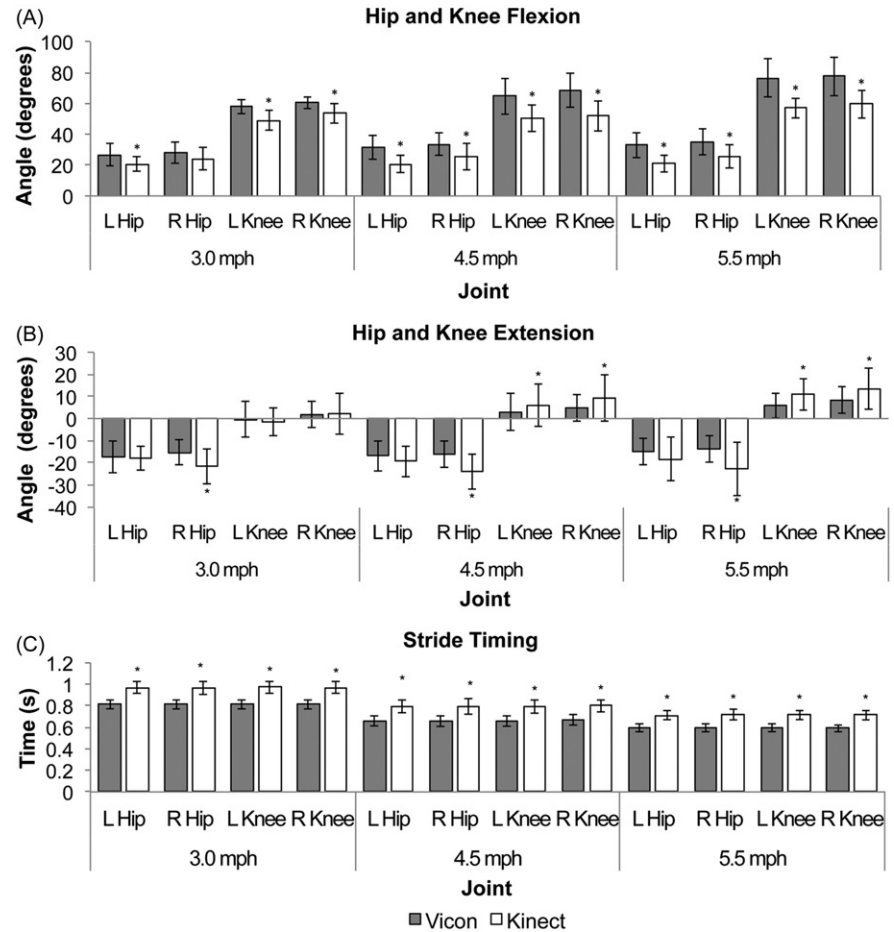 (A)
Hip and Knee Flexion
Angle (degrees)
100
80
60
40
20
0
* * * * * * * * * * *
L Hip R Hip L Knee R Knee L Hip R Hip L Knee R Knee L Hip R Hip L Knee R Knee
3.0 mph 4.5 mph 5.5 mph
Joint
(B)
Hip and Knee Extension
Angle (degrees)
30
20
10
0
-10
-20
-30
-40
* * * * * * *
L Hip R Hip L Knee R Knee L Hip R Hip L Knee R Knee L Hip R Hip L Knee R Knee
3.0 mph 4.5 mph 5.5 mph
Joint
(C)
Stride Timing
Time (s)
1.2
1
0.8
0.6
0.4
0.2
0
* * * * * * * * * * * *
L Hip R Hip L Knee R Knee L Hip R Hip L Knee R Knee L Hip R Hip L Knee R Knee
3.0 mph 4.5 mph 5.5 mph
Joint
Vicon Kinect